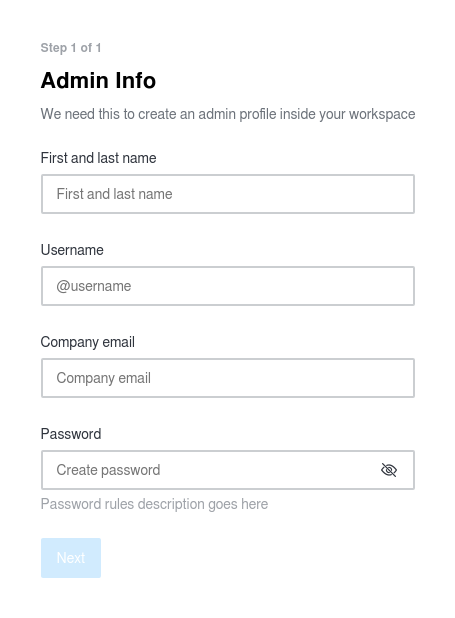 Step 1 of 1
Admin Info
We need this to create an admin profile inside your workspace
First and last name
First and last name
Username
@username
Company email
Company email
Password
Create password
Password rules description goes here
Next